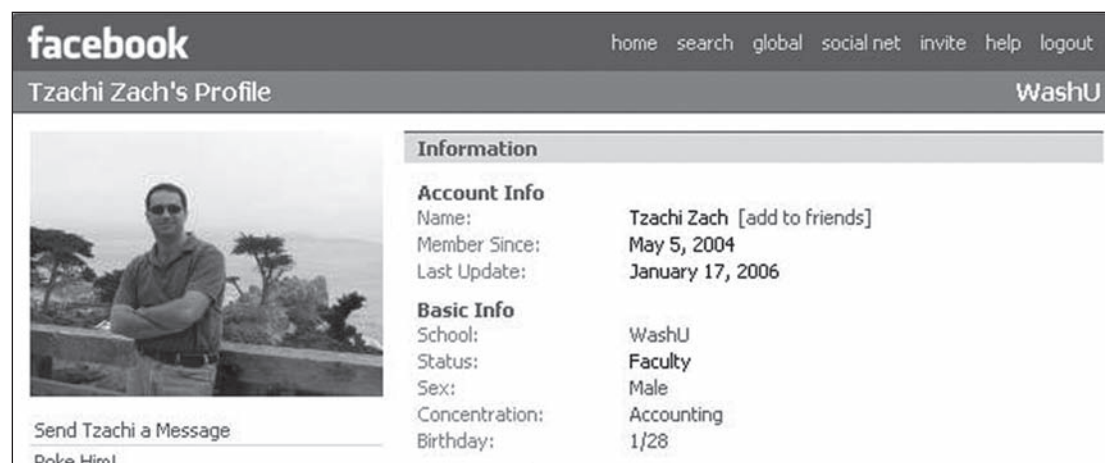 facebook
home search global social net invite help logout
Tzachi Zach's Profile WashU
Information
Account Info
Name: Tzachi Zach [add to friends]
Member Since: May 5, 2004
Last Update: January 17, 2006
Basic Info
School: WashU
Status: Faculty
Sex: Male
Concentration: Accounting
Birthday: 1/28
Send Tzachi a Message
Poke Him!